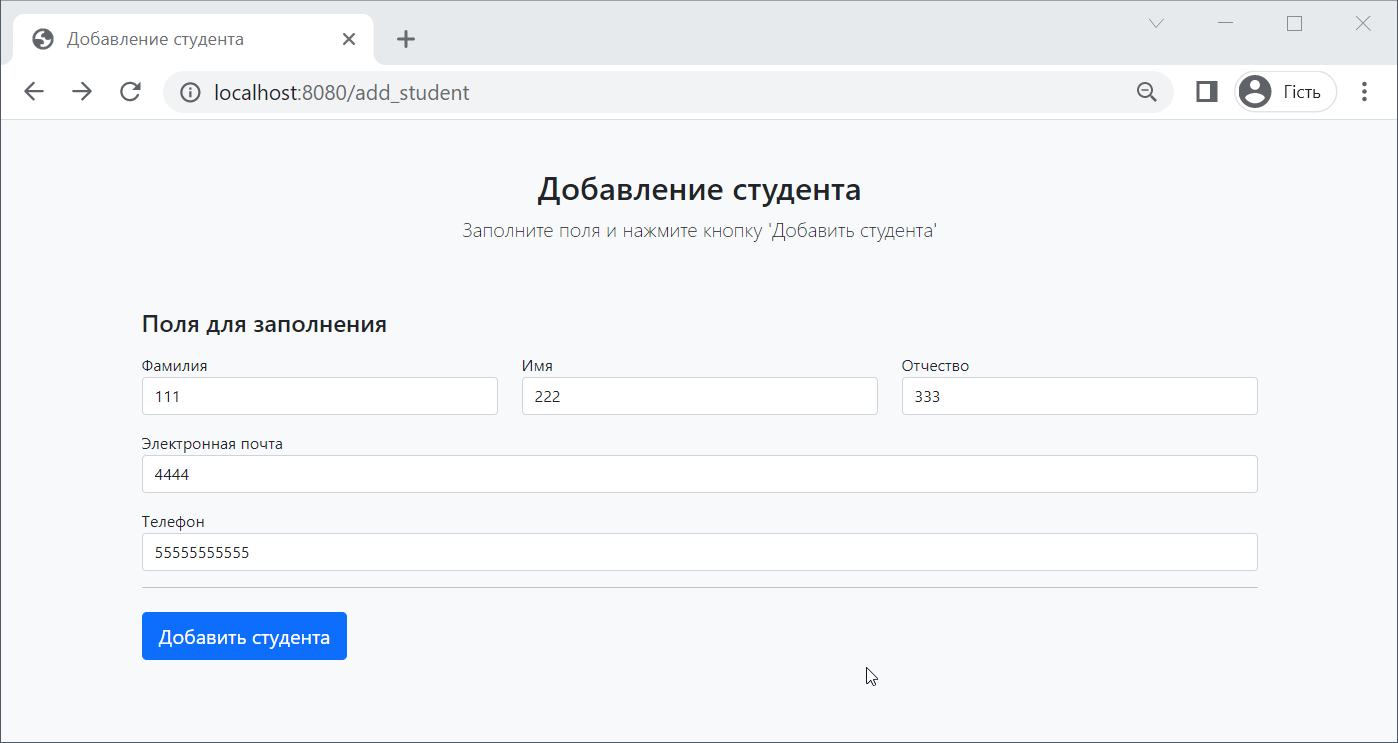 Добавление студента
localhost:8080/add_student
Гість
Добавление студента
Заполните поля и нажмите кнопку 'Добавить студента'
Поля для заполнения
Фамилия Имя Отчество
111 222 333
Электронная почта
4444
Телефон
55555555555
Добавить студента